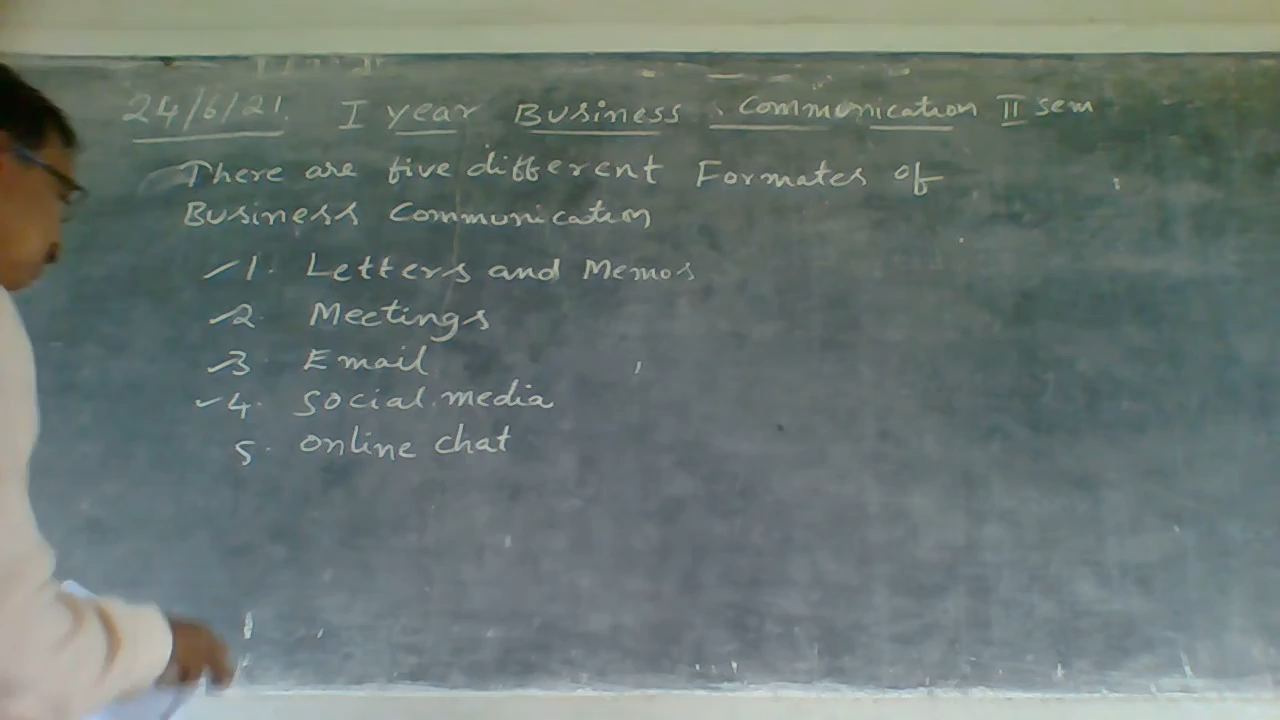 24/6/21. I year Business Communication II sem
There are five different Formates of
Business Communication
1. Letters and Memos
2. Meetings
3 Email
4. social media
5. online chat